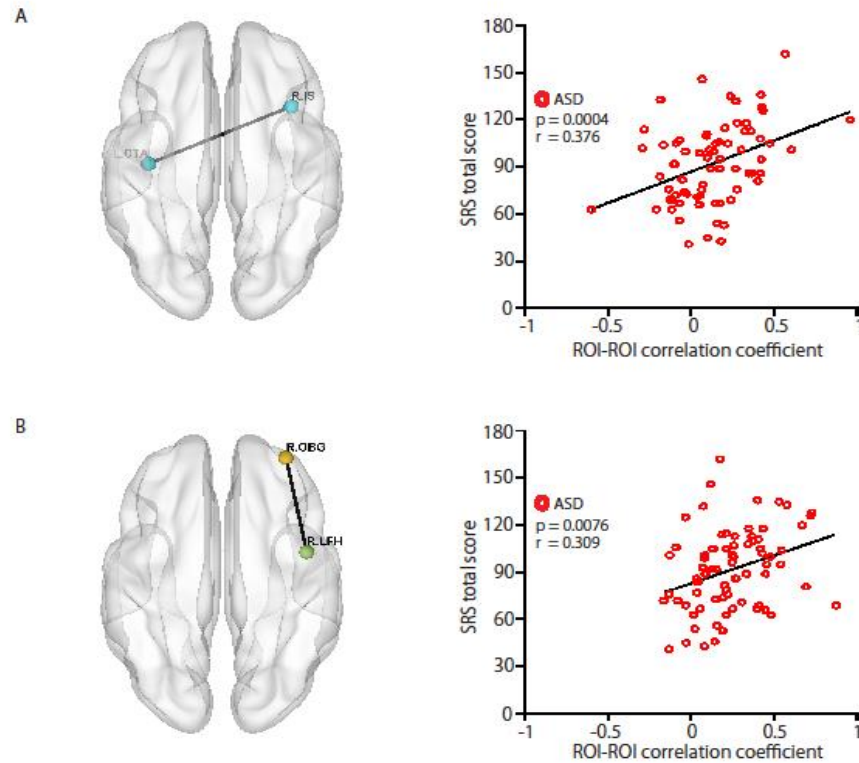 A
R.IS
180
150
120
90
60
30
0
ASD
p = 0.0004
r = 0.376
SRS total score
-1
-0.5
0
0.5
1
ROI-ROI correlation coefficient
B
R.OBG
180
150
120
90
60
30
0
ASD
p = 0.0076
r = 0.309
SRS total score
-1
-0.5
0
0.5
1
ROI-ROI correlation coefficient